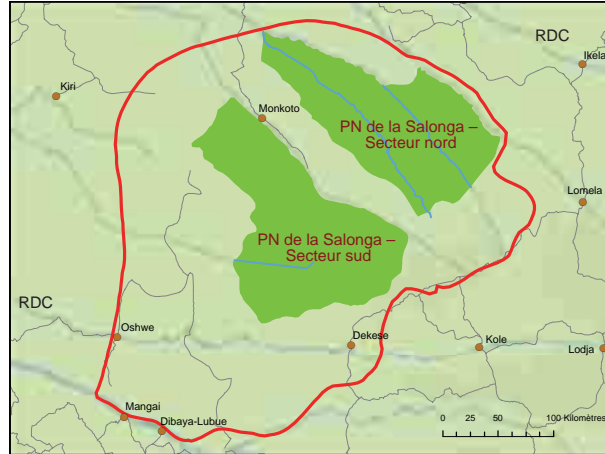 RDC
RDC
Ikela
Kiri
Monkoto
PN de la Salonga –
Secteur nord
Lomela
PN de la Salonga –
Secteur sud
RDC
Oshwe
Dekese
Kole
Lodja
Mangai
Dibaya-Lubue
0 25 50 100 Kilomètres